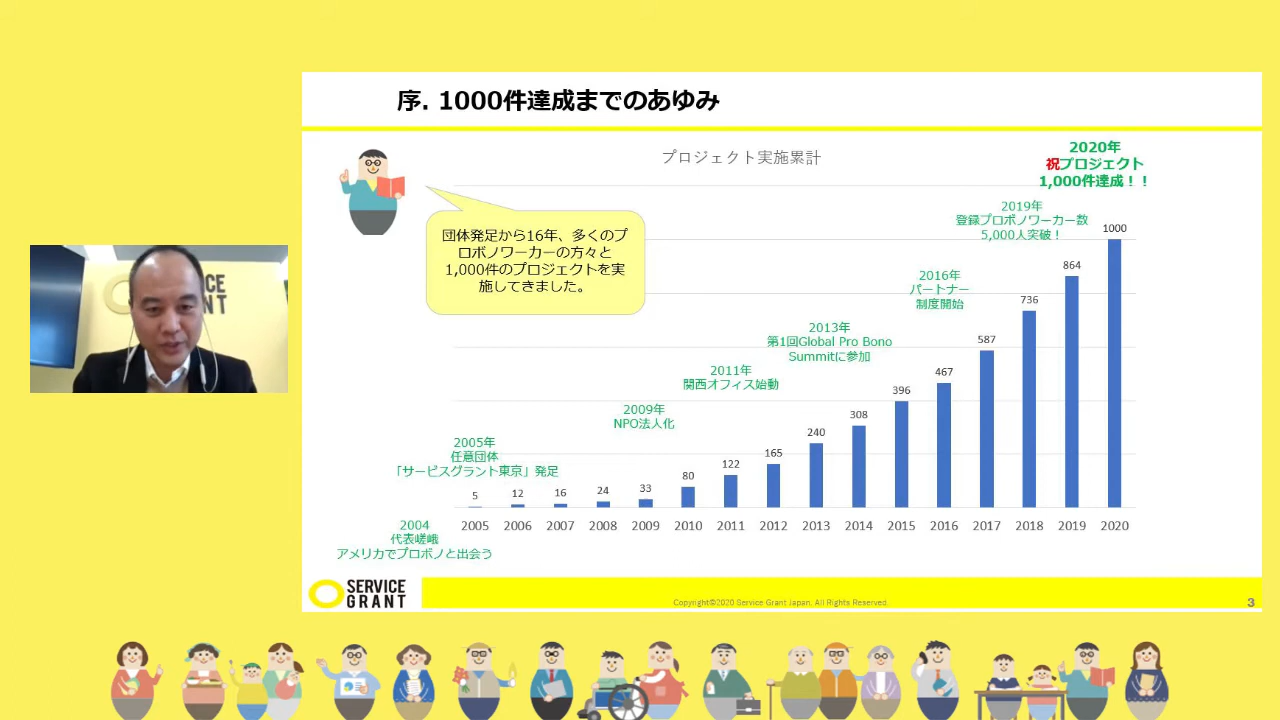 序. 1000件達成までのあゆみ
プロジェクト実施累計
団体発足から16年、多くのプ
ロボノワーカーの方々と
1,000件のプロジェクトを実
施してきました。
2020年
祝プロジェクト
1,000件達成！！
2019年
登録プロボノワーカー数
5,000人突破！
2016年
パートナー
制度開始
2013年
第1回Global Pro Bono
Summitに参加
2011年
関西オフィス始動
2009年
NPO法人化
2005年
任意団体
「サービスグラント東京」発足
2004
代表嵯峨
アメリカでプロボノと出会う
5 12 16 24 33 80 122 165 240 308 396 467 587 736 864 1000
2005 2006 2007 2008 2009 2010 2011 2012 2013 2014 2015 2016 2017 2018 2019 2020
SERVICE
GRANT
Copyright©2020 Service Grant Japan. All Rights Reserved.
3